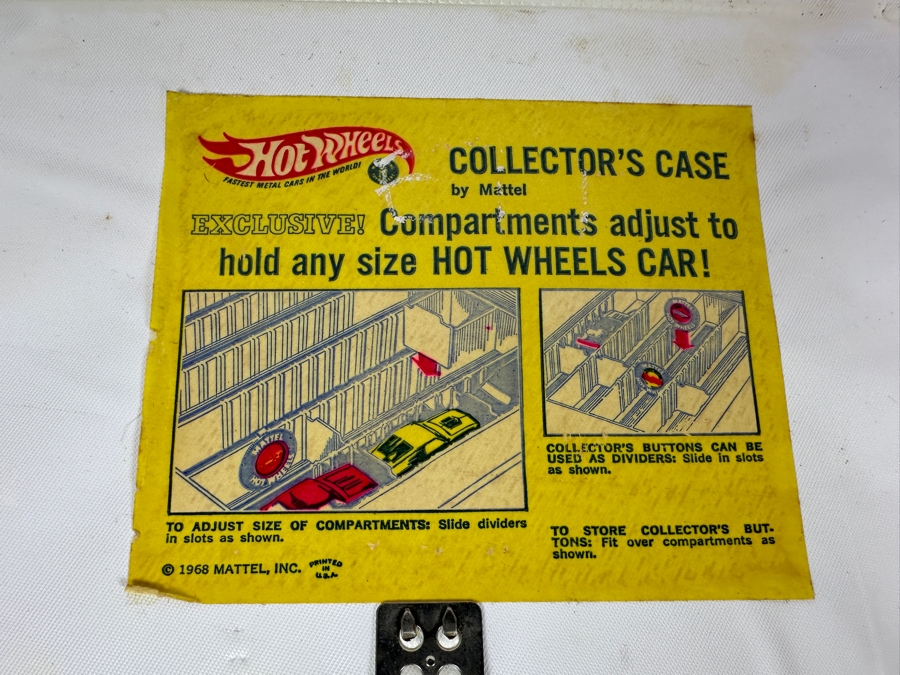 HOT WHEELS
FASTEST METAL CARS IN THE WORLD!
COLLECTOR'S CASE
by Mattel
EXCLUSIVE! Compartments adjust to
hold any size HOT WHEELS CAR!
MATTEL
HOT WHEELS
COLLECTOR'S BUTTONS CAN BE
USED AS DIVIDERS: Slide in slots
as shown.
TO ADJUST SIZE OF COMPARTMENTS: Slide dividers
in slots as shown.
TO STORE COLLECTOR'S BUT-
TONS: Fit over compartments as
shown.
© 1968 MATTEL, INC.
PRINTED
IN
U.S.A.